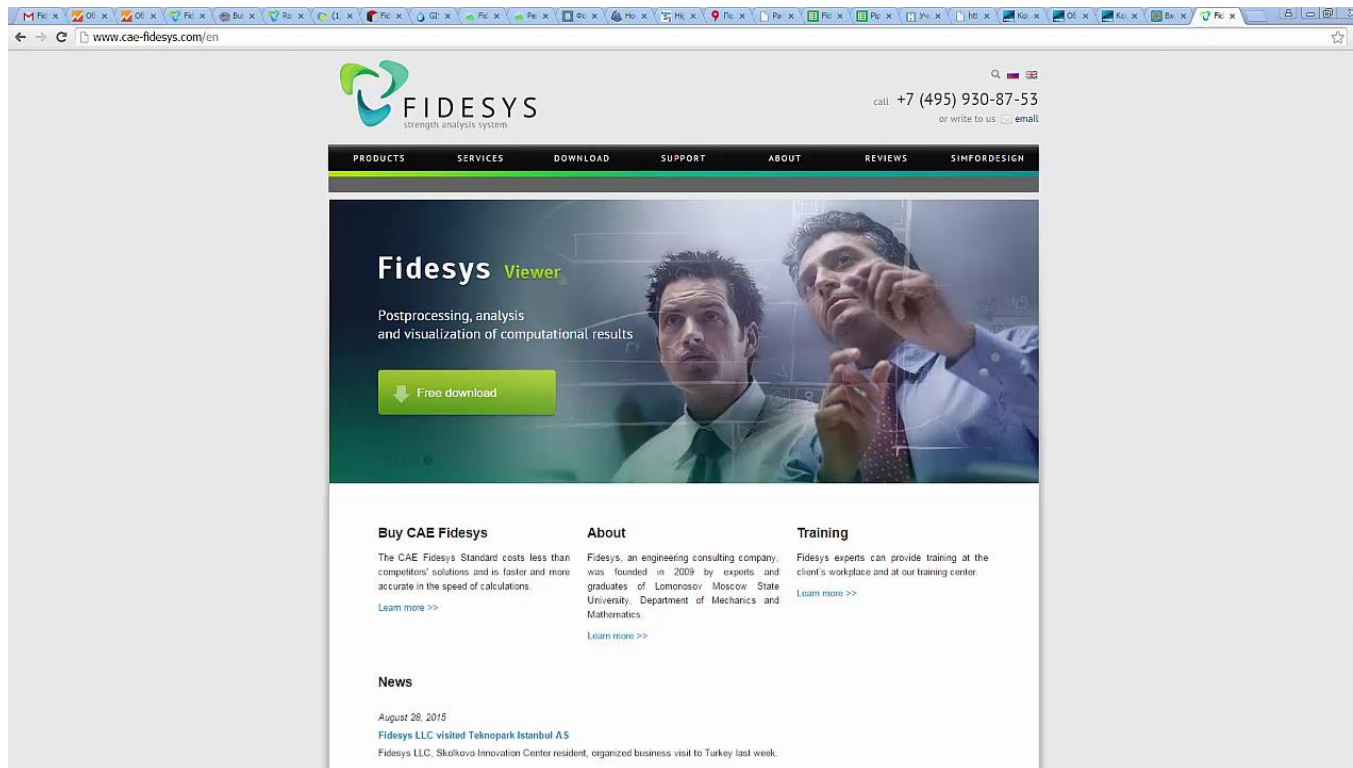 www.cae-fidesys.com/en
FIDESYS
strength analysis system
call +7 (495) 930-87-53
or write to us email
PRODUCTS SERVICES DOWNLOAD SUPPORT ABOUT REVIEWS SIMFORDESIGN
Fidesys Viewer
Postprocessing, analysis
and visualization of computational results
Free download
Buy CAE Fidesys
The CAE Fidesys Standard costs less than
competitors' solutions and is faster and more
accurate in the speed of calculations.
Learn more >>
About
Fidesys, an engineering consulting company,
was founded in 2009 by experts and
graduates of Lomonosov Moscow State
University, Department of Mechanics and
Mathematics.
Learn more >>
Training
Fidesys experts can provide training at the
client's workplace and at our training center.
Learn more >>
News
August 28, 2015
Fidesys LLC visited Teknopark Istanbul AS
Fidesys LLC, Skolkovo Innovation Center resident, organized business visit to Turkey last week.